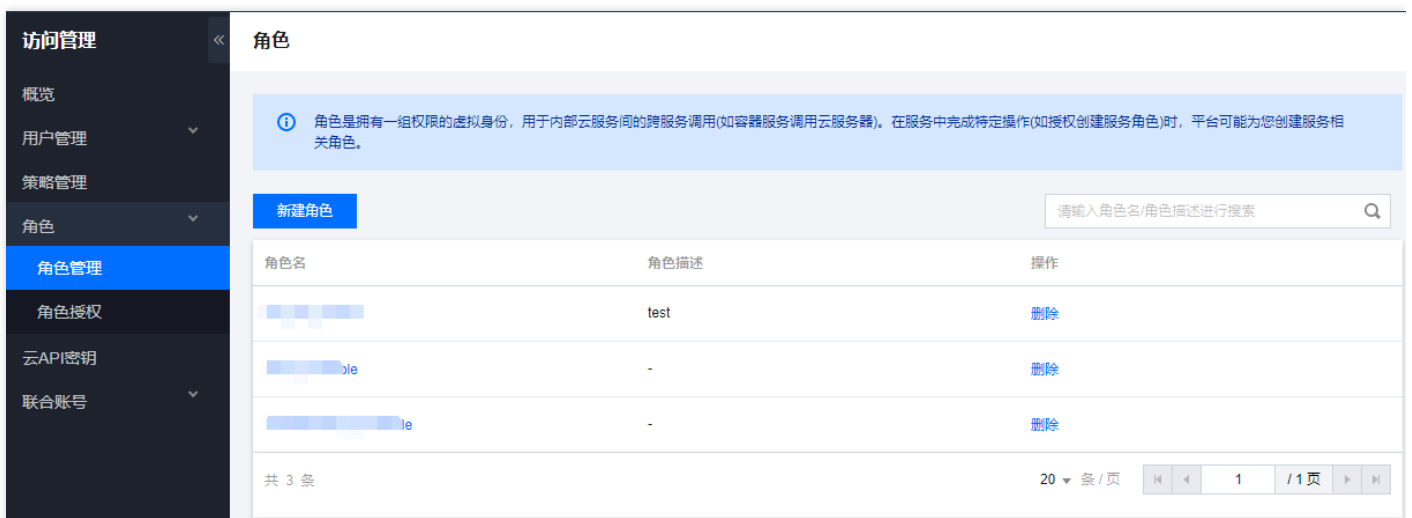 访问管理
角色
概览
用户管理
策略管理
角色
角色管理
角色授权
云API密钥
联合账号
角色是拥有一组权限的虚拟身份，用于内部云服务间的跨服务调用(如容器服务调用云服务器)。在服务中完成特定操作(如授权创建服务角色)时，平台可能为您创建服务相
关角色。
新建角色
请输入角色名/角色描述进行搜索
角色名 角色描述 操作
test 删除
- 删除
- 删除
共 3 条 20 条/页 1 /1页